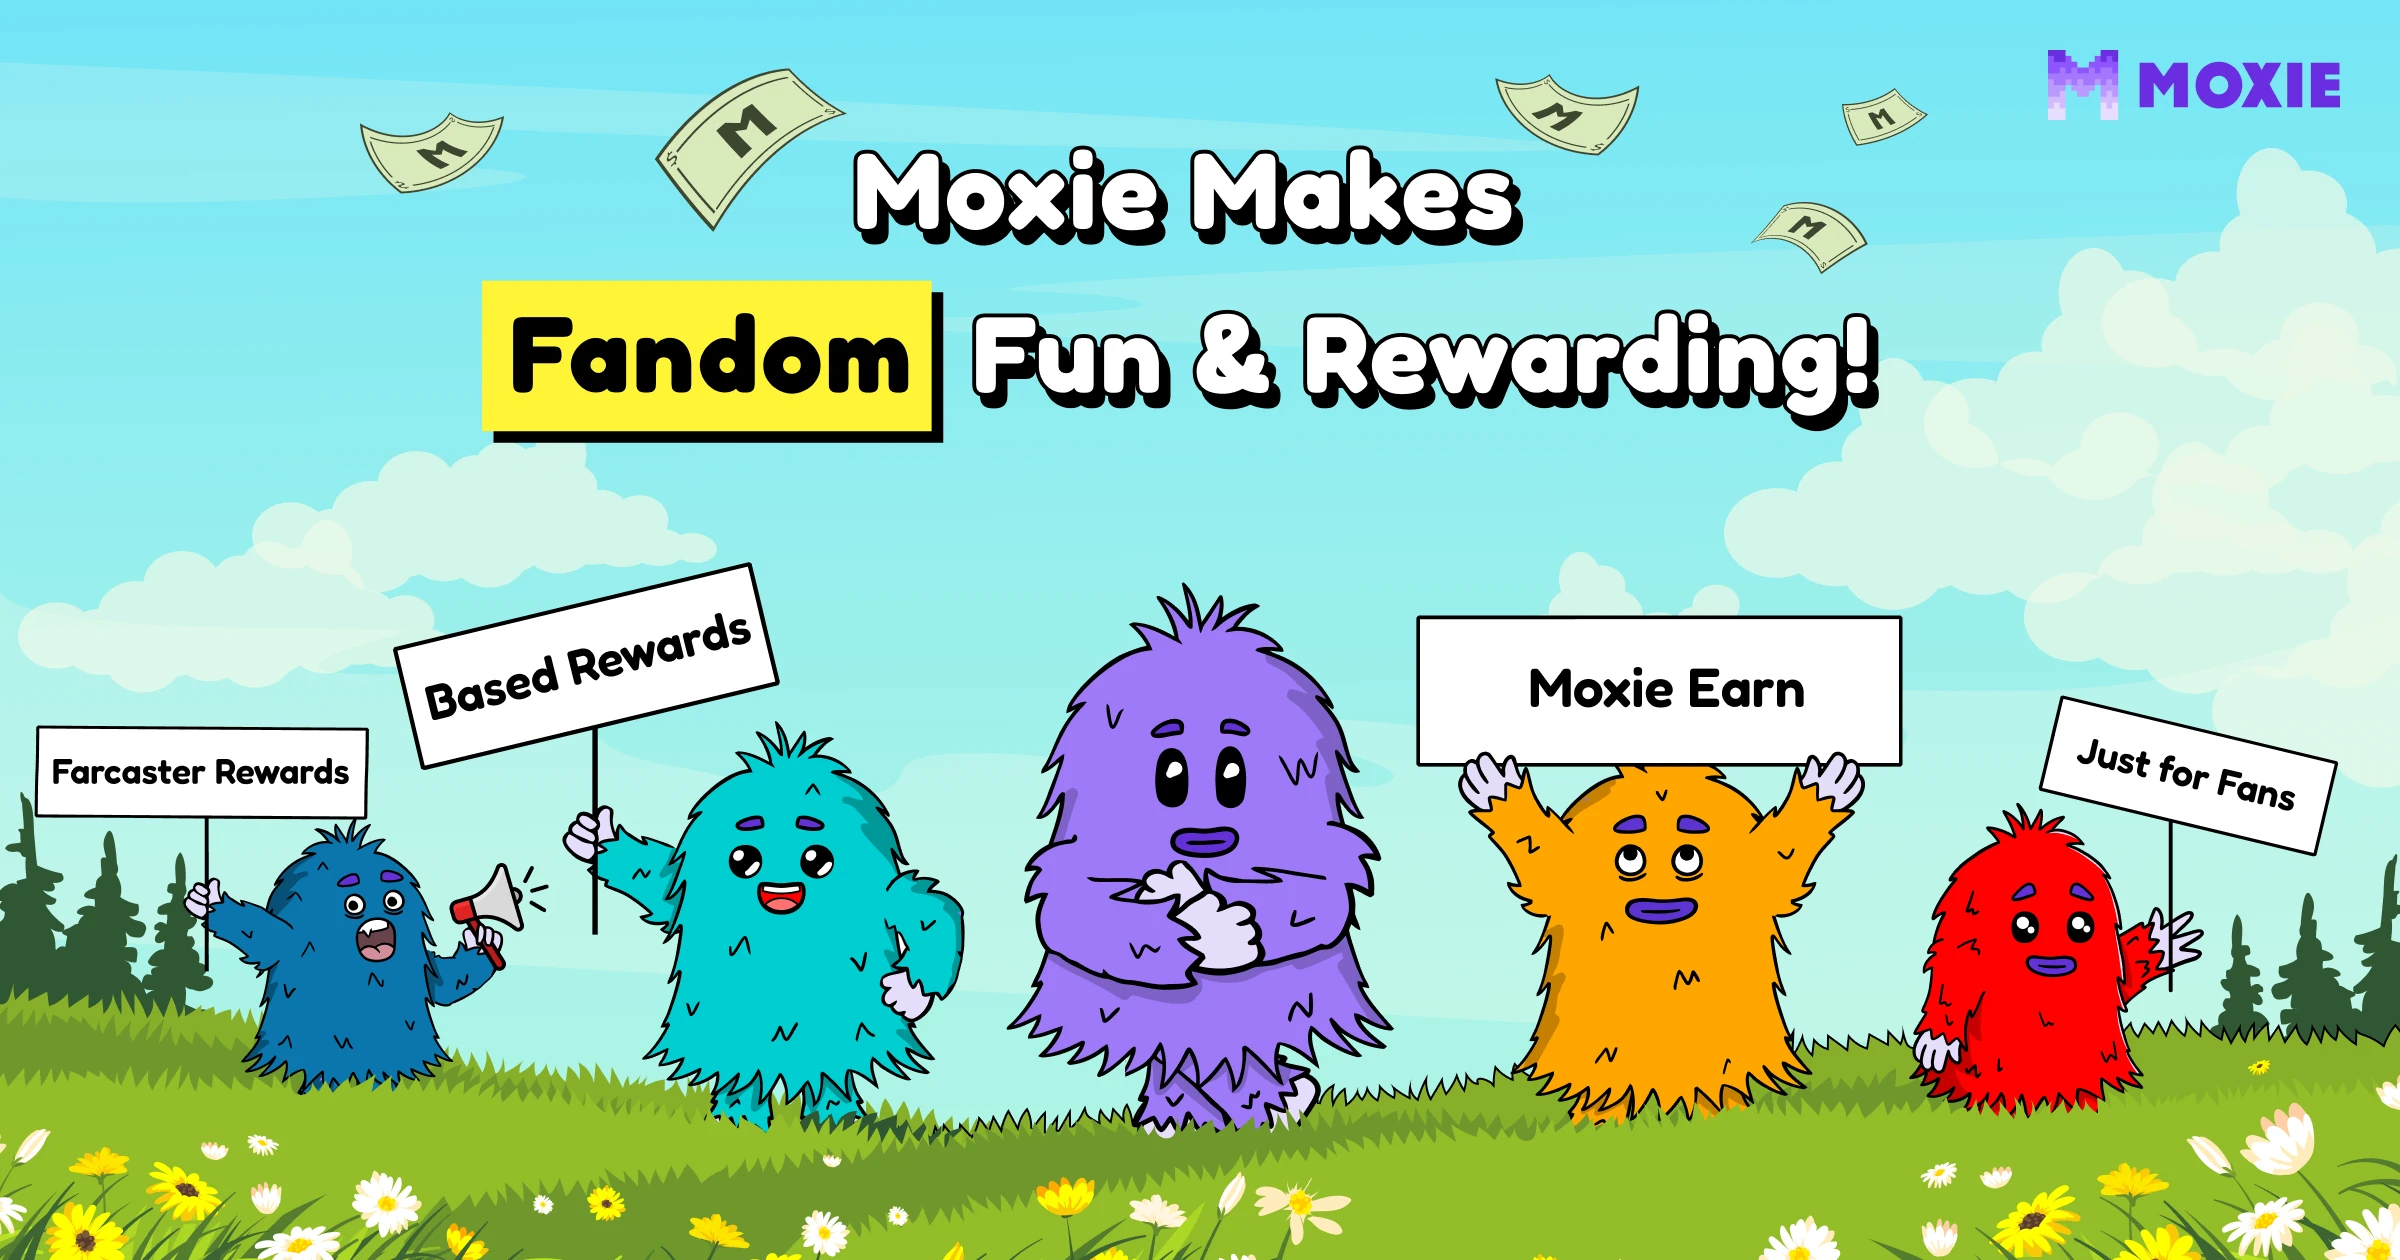 M MOXIE
M
M
M
M
M
Moxie Makes
Fandom Fun & Rewarding!
Based Rewards
Moxie Earn
Farcaster Rewards
Just for Fans